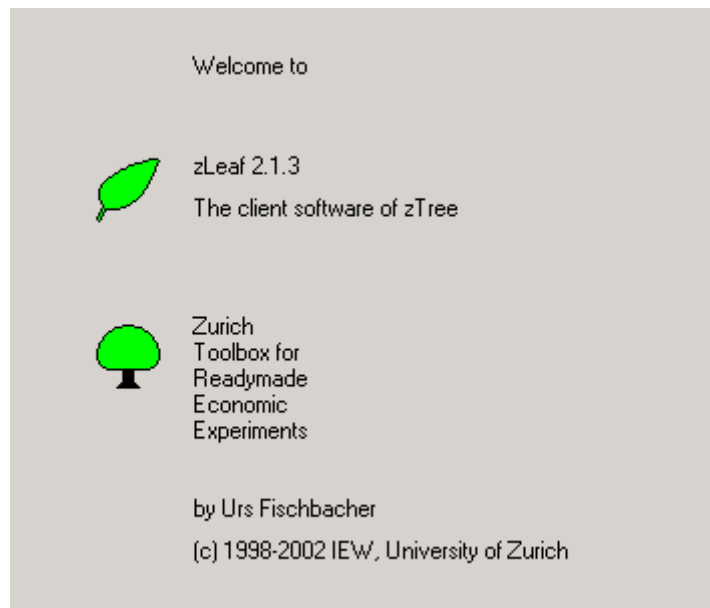 Welcome to
zLeaf 2.1.3
The client software of zTree
Zurich
Toolbox for
Readymade
Economic
Experiments
by Urs Fischbacher
(c) 1998-2002 IEW, University of Zurich